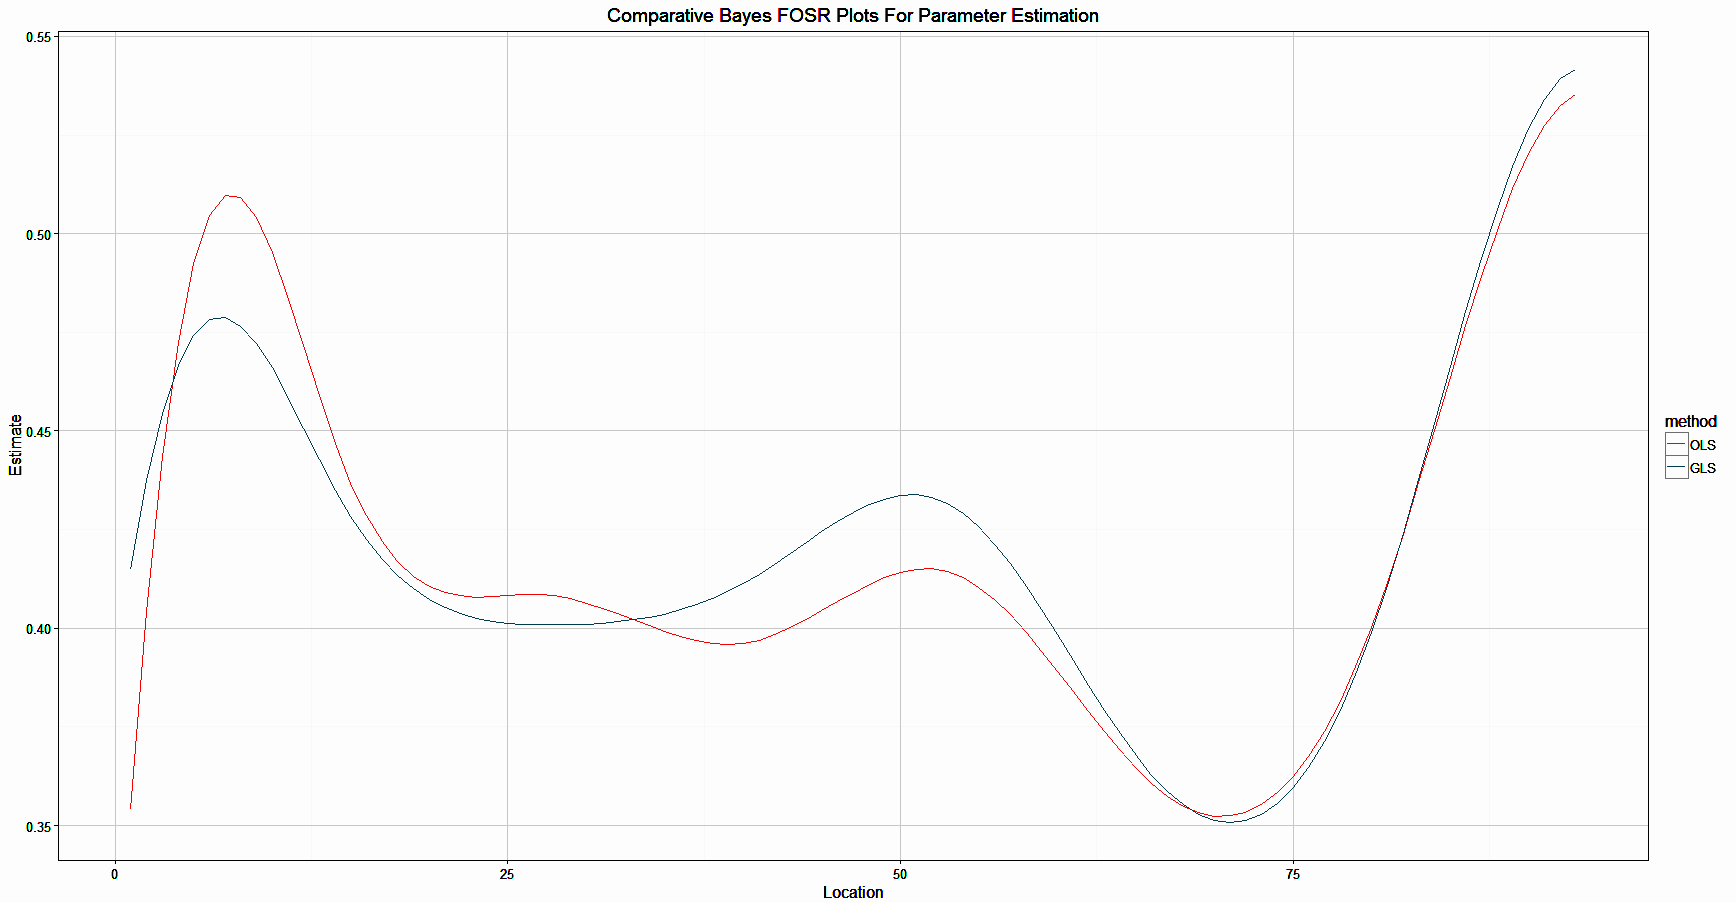 Comparative Bayes FOSR Plots For Parameter Estimation
0.55
0.50
0.45
0.40
0.35
Estimate
0 25 50 75
Location
method
OLS
GLS